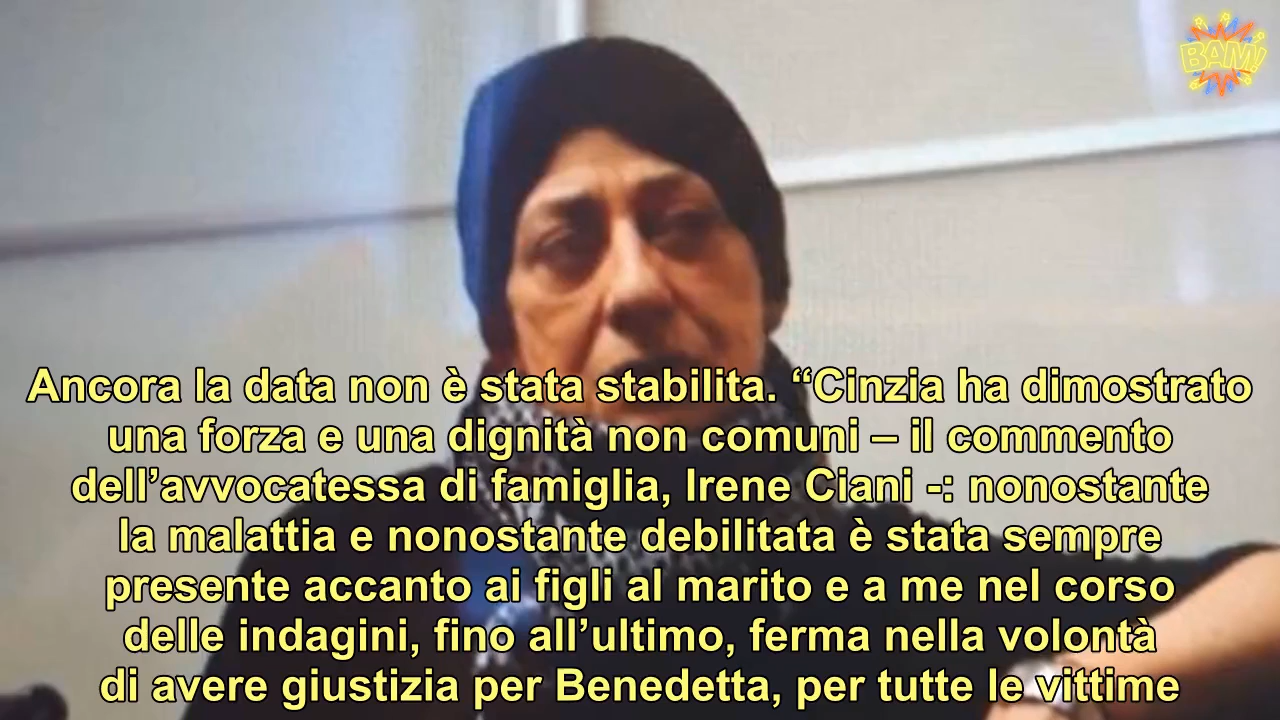 BAM!
Ancora la data non è stata stabilita. “Cinzia ha dimostrato
una forza e una dignità non comuni – il commento
dell’avvocatessa di famiglia, Irene Ciani -: nonostante
la malattia e nonostante debilitata è stata sempre
presente accanto ai figli al marito e a me nel corso
delle indagini, fino all’ultimo, ferma nella volontà
di avere giustizia per Benedetta, per tutte le vittime